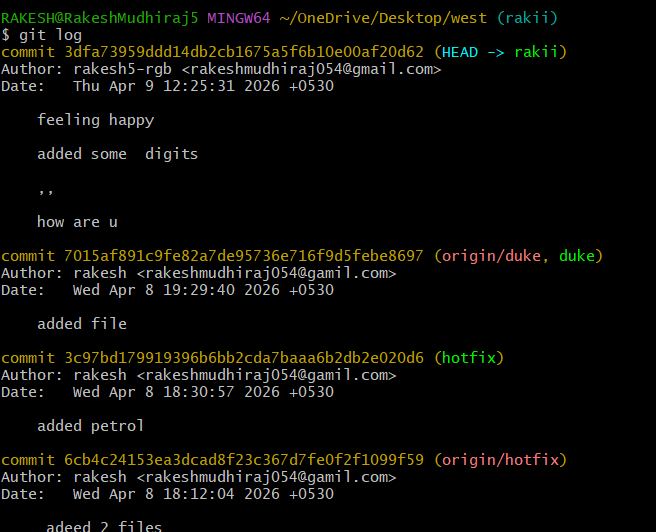 RAKESH@RakeshMudhiraj5 MINGW64 ~/OneDrive/Desktop/west (rakii)
$ git log
commit 3dfa73959ddd14db2cb1675a5f6b10e00af20d62 (HEAD -> rakii)
Author: rakesh5-rgb <rakeshmudhiraj054@gmail.com>
Date:   Thu Apr 9 12:25:31 2026 +0530
    feeling happy
    added some  digits
    ,,
    how are u
commit 7015af891c9fe82a7de95736e716f9d5febe8697 (origin/duke, duke)
Author: rakesh <rakeshmudhiraj054@gamil.com>
Date:   Wed Apr 8 19:29:40 2026 +0530
    added file
commit 3c97bd179919396b6bb2cda7baaa6b2db2e020d6 (hotfix)
Author: rakesh <rakeshmudhiraj054@gamil.com>
Date:   Wed Apr 8 18:30:57 2026 +0530
    added petrol
commit 6cb4c24153ea3dcad8f23c367d7fe0f2f1099f59 (origin/hotfix)
Author: rakesh <rakeshmudhiraj054@gamil.com>
Date:   Wed Apr 8 18:12:04 2026 +0530
     adeed 2 files